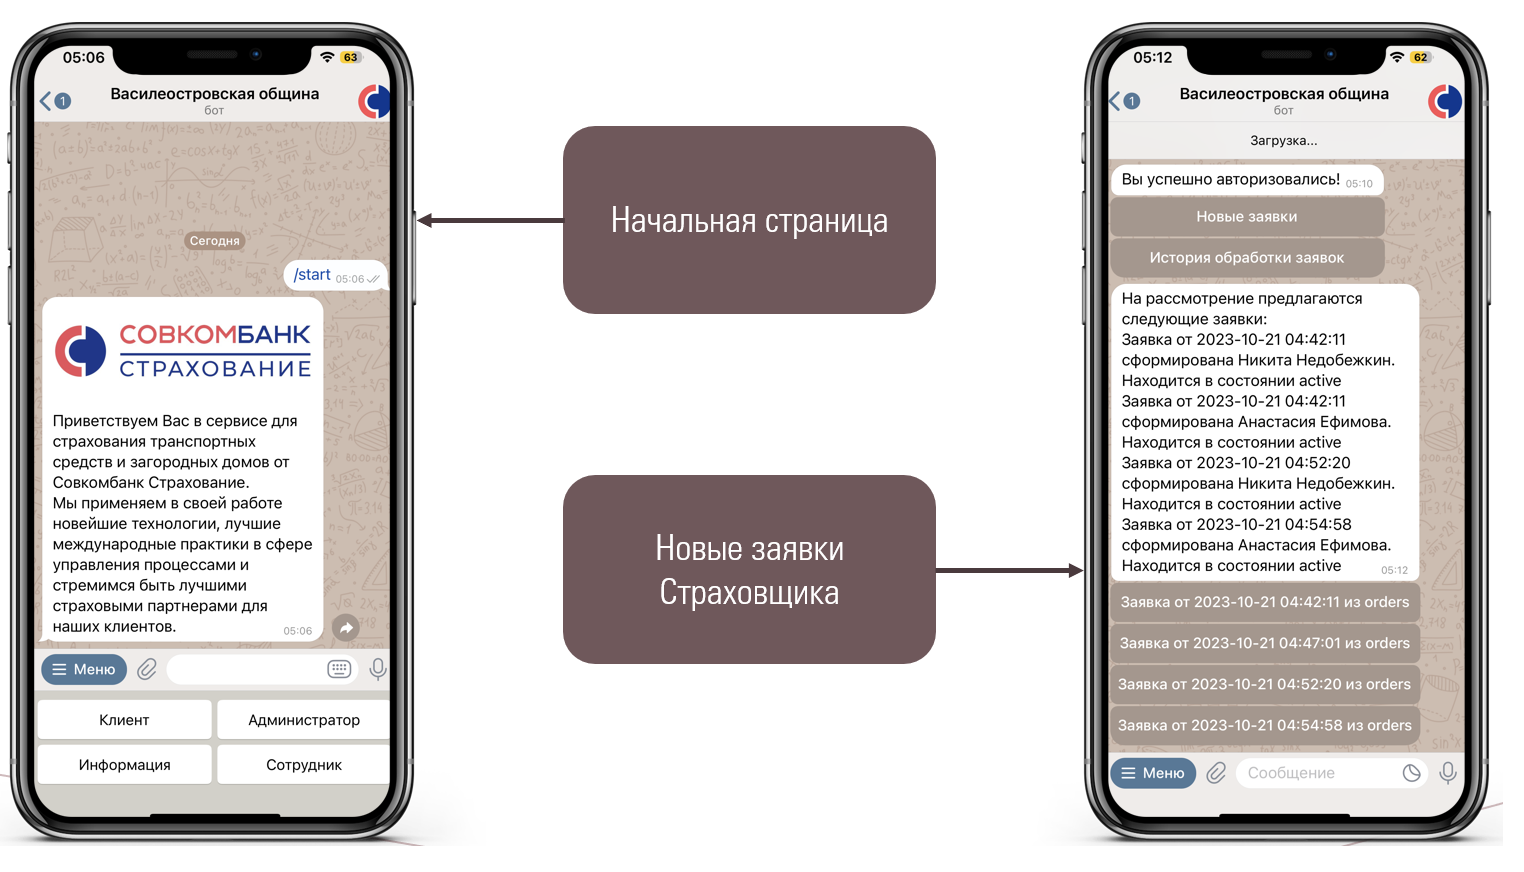 05:06
63
1
Василеостровская община
бот
Сегодня
/start 05:06
СОВКОМБАНК
СТРАХОВАНИЕ
Приветствуем Вас в сервисе для
страхования транспортных
средств и загородных домов от
Совкомбанк Страхование.
Мы применяем в своей работе
новейшие технологии, лучшие
международные практики в сфере
управления процессами и
стремимся быть лучшими
страховыми партнерами для
наших клиентов. 05:06
Меню
Клиент
Администратор
Информация
Сотрудник
Начальная страница
Новые заявки
Страховщика
05:12
62
1
Василеостровская община
бот
Загрузка...
Вы успешно авторизовались! 05:10
Новые заявки
История обработки заявок
На рассмотрение предлагаются
следующие заявки:
Заявка от 2023-10-21 04:42:11
сформирована Никита Недобежкин.
Находится в состоянии active
Заявка от 2023-10-21 04:42:11
сформирована Анастасия Ефимова.
Находится в состоянии active
Заявка от 2023-10-21 04:52:20
сформирована Никита Недобежкин.
Находится в состоянии active
Заявка от 2023-10-21 04:54:58
сформирована Анастасия Ефимова.
Находится в состоянии active 05:12
Заявка от 2023-10-21 04:42:11 из orders
Заявка от 2023-10-21 04:47:01 из orders
Заявка от 2023-10-21 04:52:20 из orders
Заявка от 2023-10-21 04:54:58 из orders
Меню
Сообщение